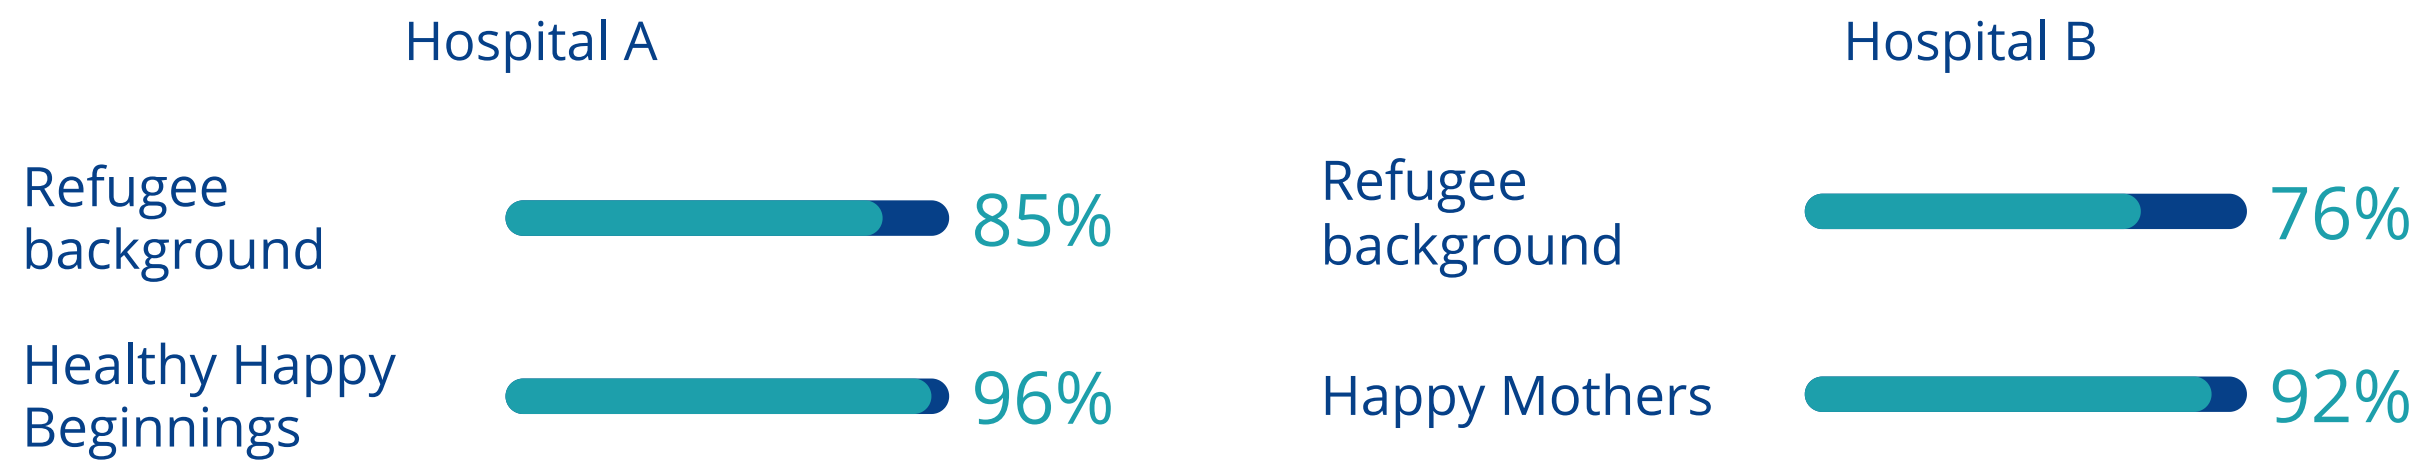 Hospital A
Refugee
background
85%
Healthy Happy
Beginnings
96%
Hospital B
Refugee
background
76%
Happy Mothers
92%